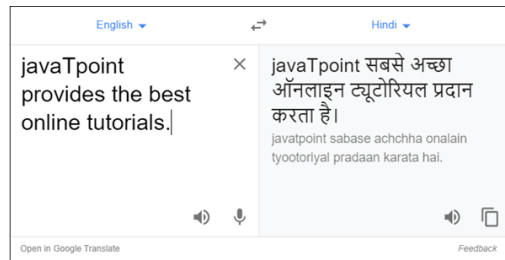 English
Hindi
javaTpoint
provides the best
online tutorials.
javaTpoint सबसे अच्छा
ऑनलाइन ट्यूटोरियल प्रदान
करता है।
javatpoint sabase achchha onalain
tyootoriyal pradaan karata hai.
Open in Google Translate
Feedback